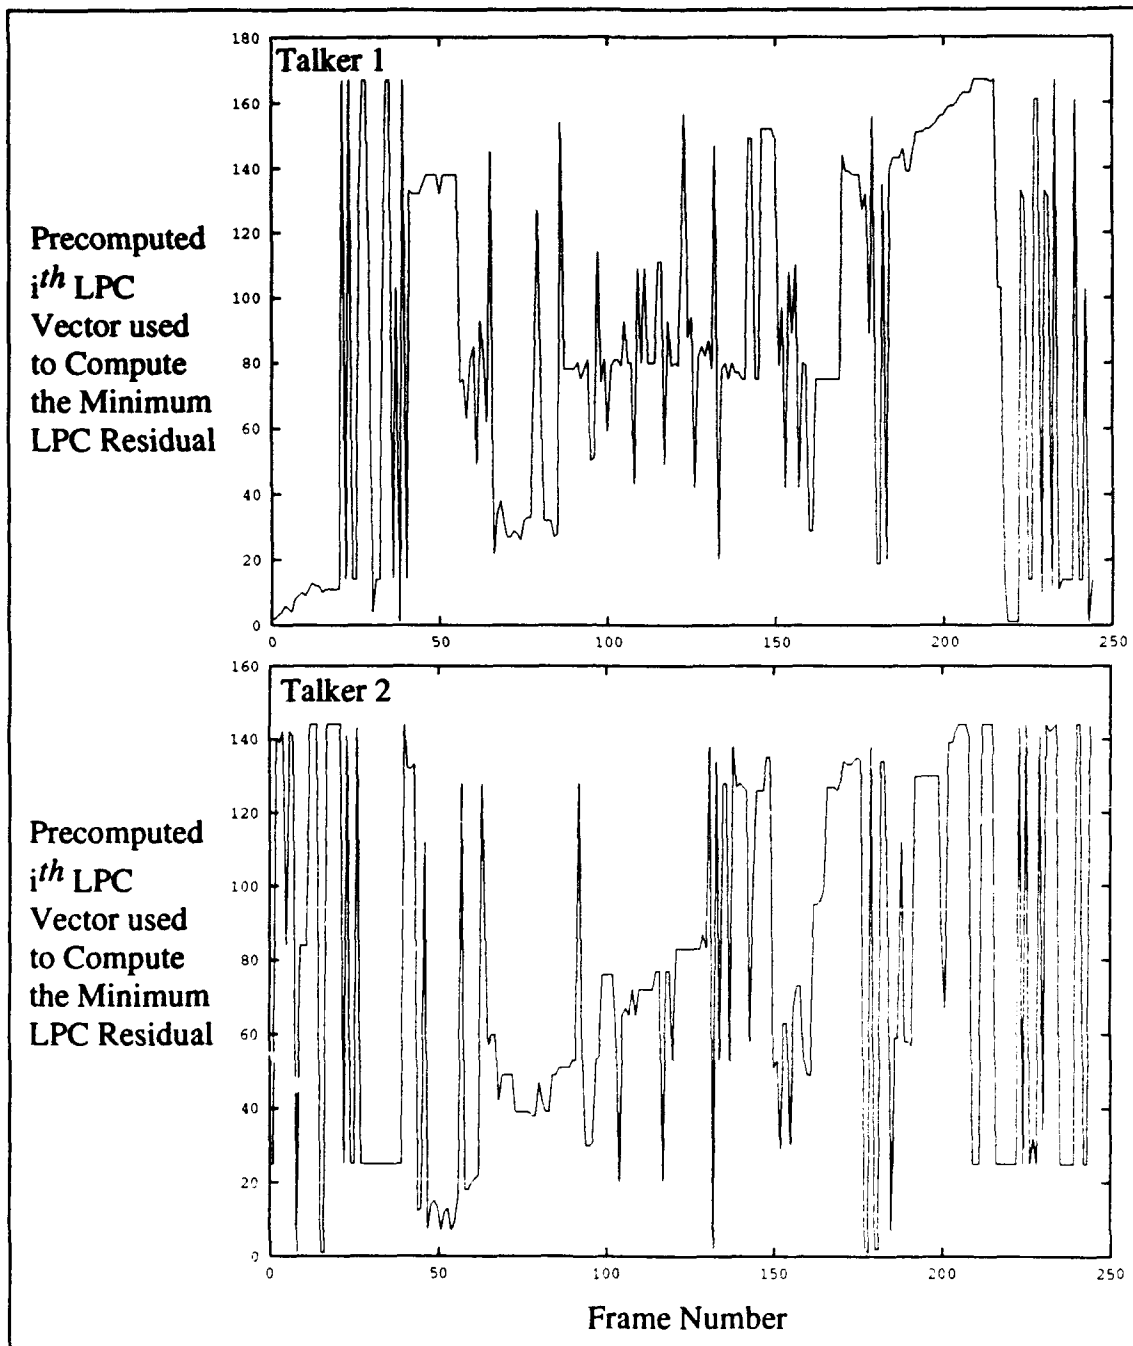 Talker 1
180
160
140
120
100
80
60
40
20
0
0 50 100 150 200 250
Precomputed
i^th LPC
Vector used
to Compute
the Minimum
LPC Residual
Talker 2
160
140
120
100
80
60
40
20
0
0 50 100 150 200 250
Precomputed
i^th LPC
Vector used
to Compute
the Minimum
LPC Residual
Frame Number